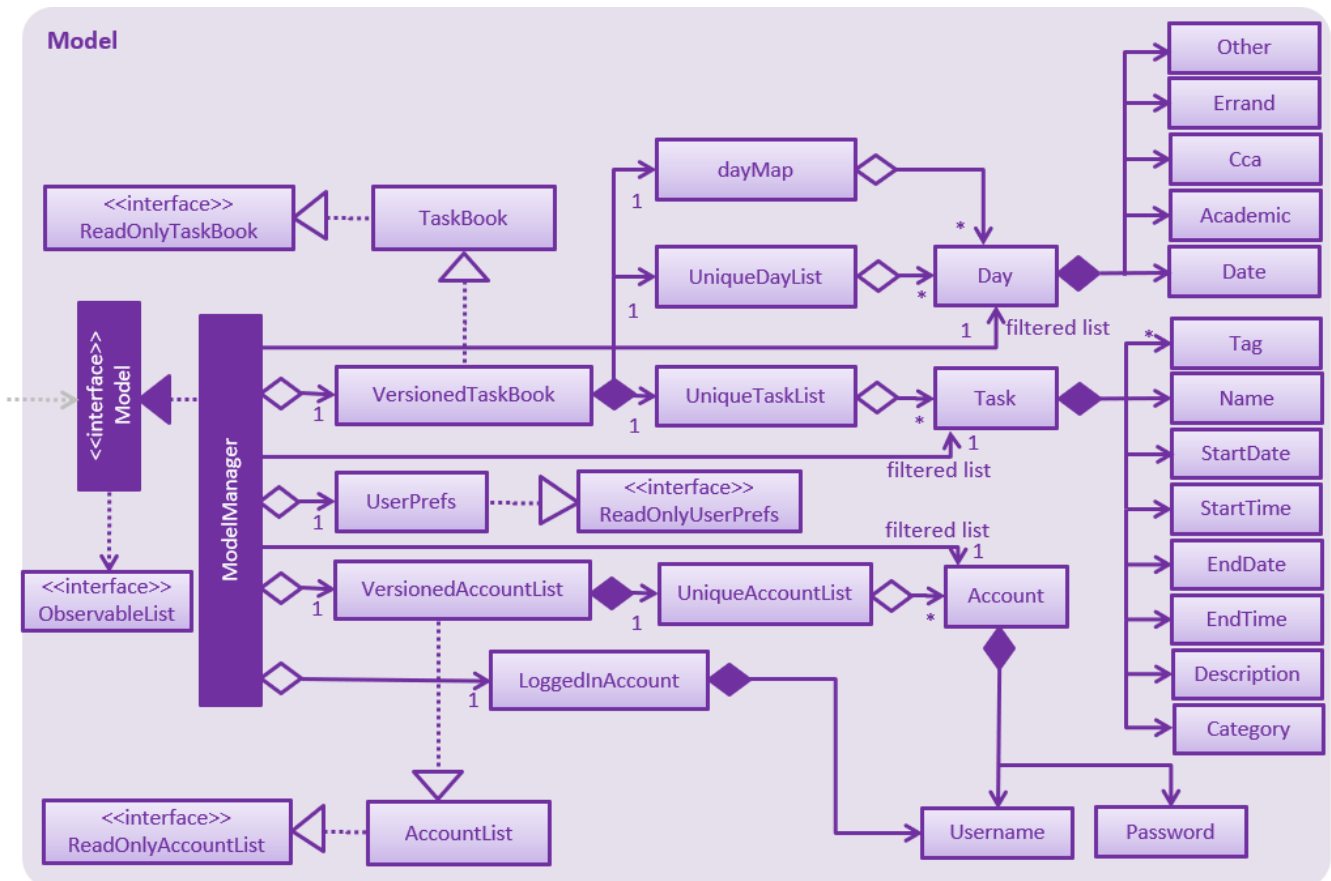 Model
Other
Errand
Cca
Academic
Date
dayMap
1
*
<<interface>>
ReadOnlyTaskBook
TaskBook
UniqueDayList
1
*
Day
1
filtered list
<<interface>>
Model
ModelManager
VersionedTaskBook
1
UniqueTaskList
1
*
Task
1
filtered list
*
Tag
Name
StartDate
StartTime
EndDate
EndTime
Description
Category
UserPrefs
1
<<interface>>
ReadOnlyUserPrefs
filtered list
1
<<interface>>
ObservableList
VersionedAccountList
1
UniqueAccountList
1
*
Account
LoggedInAccount
1
<<interface>>
ReadOnlyAccountList
AccountList
Username
Password